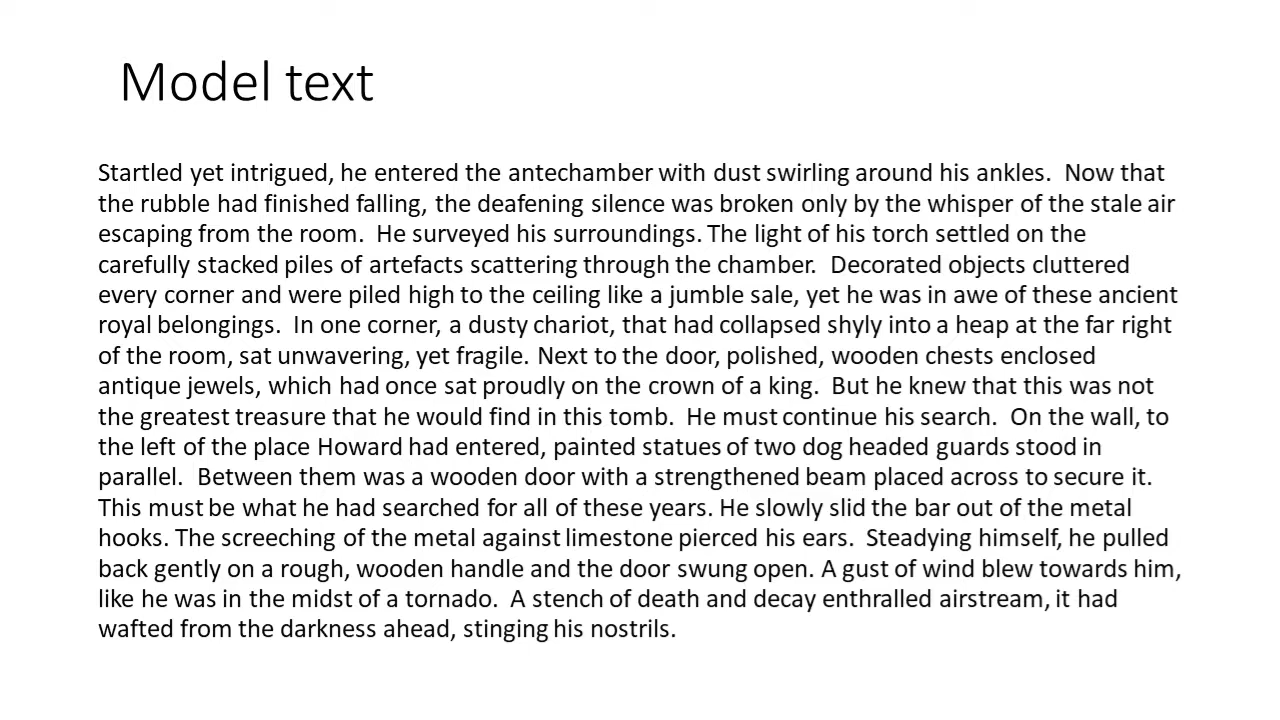 Model text
Startled yet intrigued, he entered the antechamber with dust swirling around his ankles.  Now that
the rubble had finished falling, the deafening silence was broken only by the whisper of the stale air
escaping from the room.  He surveyed his surroundings. The light of his torch settled on the
carefully stacked piles of artefacts scattering through the chamber.  Decorated objects cluttered
every corner and were piled high to the ceiling like a jumble sale, yet he was in awe of these ancient
royal belongings.  In one corner, a dusty chariot, that had collapsed shyly into a heap at the far right
of the room, sat unwavering, yet fragile. Next to the door, polished, wooden chests enclosed
antique jewels, which had once sat proudly on the crown of a king.  But he knew that this was not
the greatest treasure that he would find in this tomb.  He must continue his search.  On the wall, to
the left of the place Howard had entered, painted statues of two dog headed guards stood in
parallel.  Between them was a wooden door with a strengthened beam placed across to secure it.
This must be what he had searched for all of these years. He slowly slid the bar out of the metal
hooks. The screeching of the metal against limestone pierced his ears.  Steadying himself, he pulled
back gently on a rough, wooden handle and the door swung open. A gust of wind blew towards him,
like he was in the midst of a tornado.  A stench of death and decay enthralled airstream, it had
wafted from the darkness ahead, stinging his nostrils.